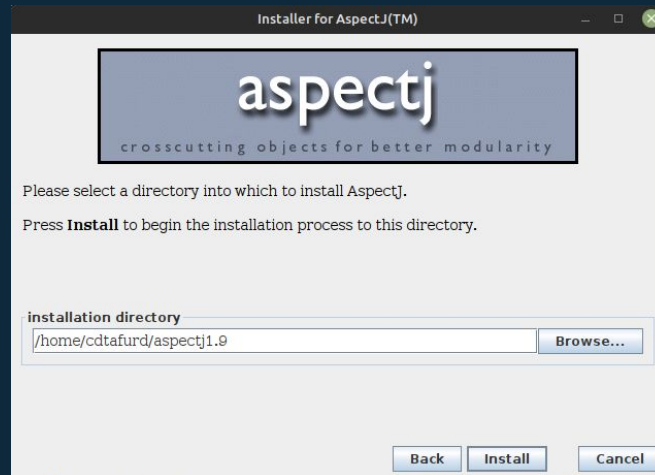 Installer for AspectJ(TM)
aspectj
crosscutting objects for better modularity
Please select a directory into which to install AspectJ.
Press Install to begin the installation process to this directory.
installation directory
/home/cdtafurd/aspectj1.9
Browse...
Back
Install
Cancel